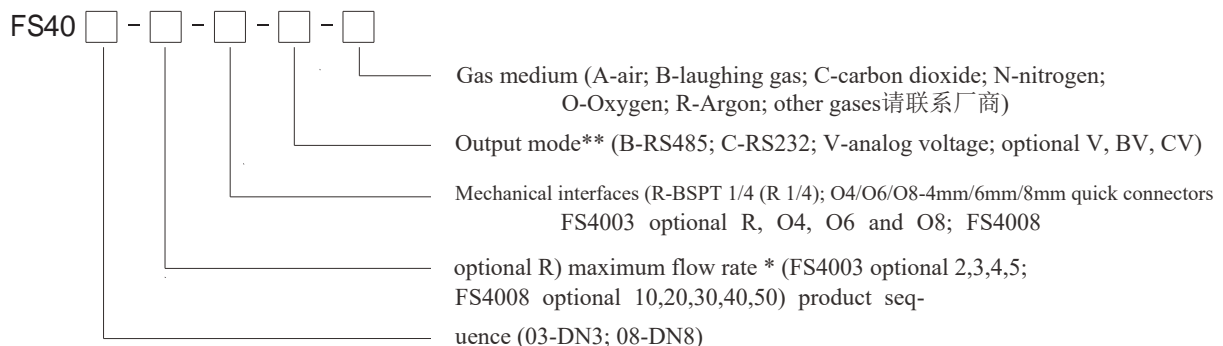 FS40 - - - -
Gas medium (A-air; B-laughing gas; C-carbon dioxide; N-nitrogen;
O-Oxygen; R-Argon; other gases请联系厂商)
Output mode** (B-RS485; C-RS232; V-analog voltage; optional V, BV, CV)
Mechanical interfaces (R-BSPT 1/4 (R 1/4); O4/O6/O8-4mm/6mm/8mm quick connectors
FS4003 optional R, O4, O6 and O8; FS4008
optional R) maximum flow rate * (FS4003 optional 2,3,4,5;
FS4008 optional 10,20,30,40,50) product seq-
uence (03-DN3; 08-DN8)